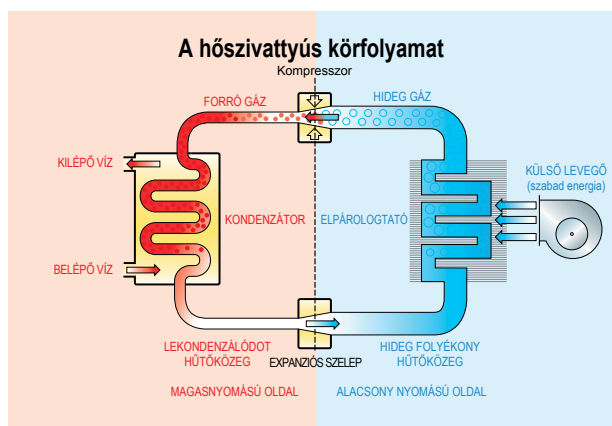 A hőszivattyús körfolyamat
Kompresszor
FORRÓ GÁZ
HIDEG GÁZ
KILÉPŐ VÍZ
KÜLSŐ LEVEGŐ
(szabad energia)
KONDENZÁTOR
ELPÁROLOGTATÓ
BELÉPŐ VÍZ
LEKONDENZÁLÓDOT
HŰTŐKÖZEG
EXPANZIÓS SZELEP
HIDEG FOLYÉKONY
HŰTŐKÖZEG
MAGASNYOMÁSÚ OLDAL
ALACSONY NYOMÁSÚ OLDAL